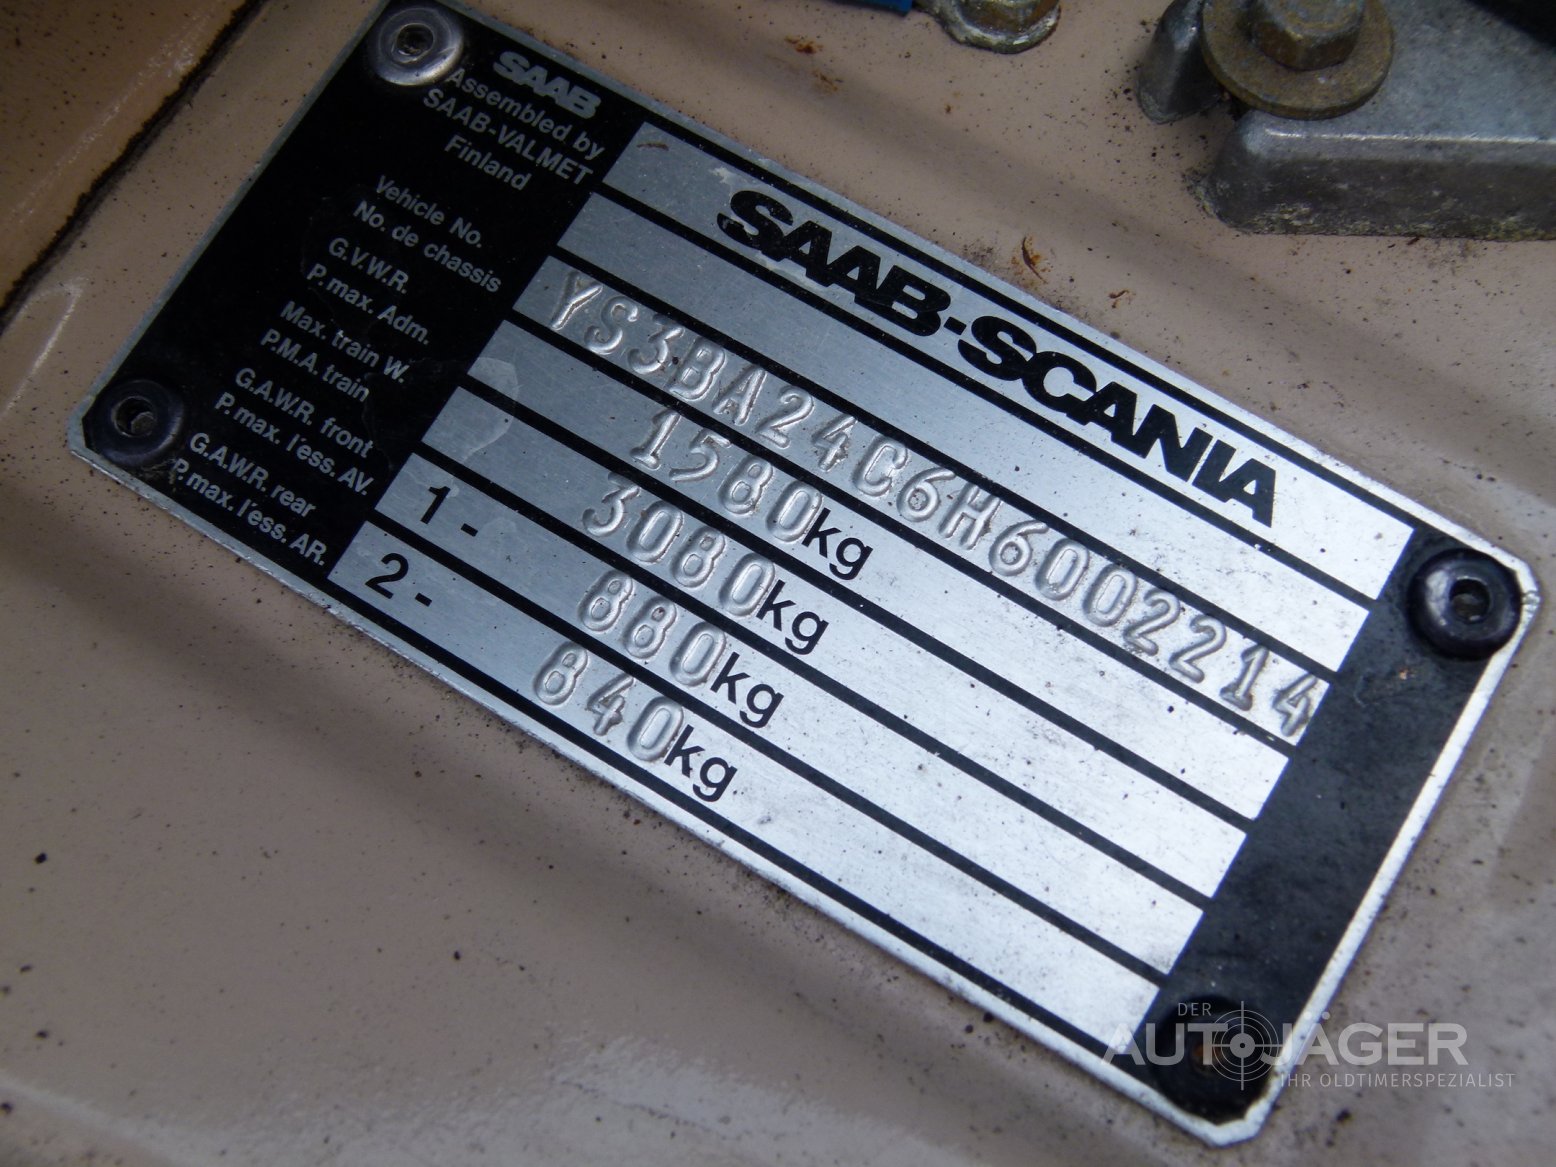 SAAB
Assembled by
SAAB-VALMET
Finland
SAAB-SCANIA
Vehicle No.
No. de chassis
YS3BA24C6H6002214
G.V.W.R.
P. max. Adm.
1580kg
Max. train W.
P.M.A. train
3080kg
G.A.W.R. front
P. max. l'ess. AV.
1- 880kg
G.A.W.R. rear
P. max. l'ess. AR.
2- 840kg
DER
AUTOJÄGER
IHR OLDTIMERSPEZIALIST